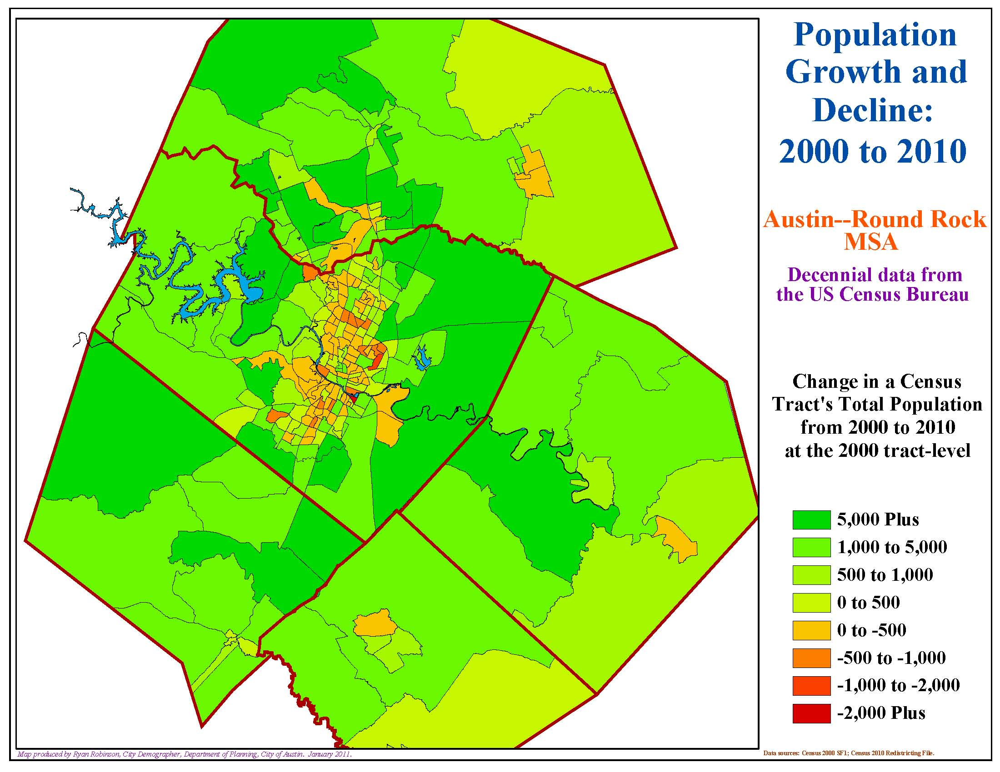 Population
Growth and
Decline:
2000 to 2010
Austin--Round Rock
MSA
Decennial data from
the US Census Bureau
Change in a Census
Tract's Total Population
from 2000 to 2010
at the 2000 tract-level
5,000 Plus
1,000 to 5,000
500 to 1,000
0 to 500
0 to -500
-500 to -1,000
-1,000 to -2,000
-2,000 Plus
Map produced by Ryan Robinson, City Demographer, Department of Planning, City of Austin. January 2011.
Data sources: Census 2000 SF1; Census 2010 Redistricting File.